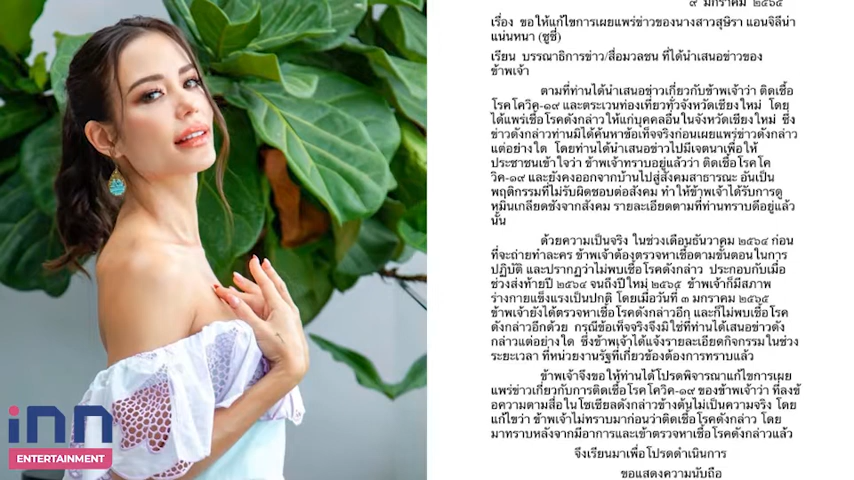 ๙ มกราคม ๒๕๖๕
เรื่อง ขอให้แก้ไขการเผยแพร่ข่าวของนางสาวสุษิรา แอนจิลีน่า
แน่นหนา (ซูซี่)
เรียน บรรณาธิการข่าว/สื่อมวลชน ที่ได้นำเสนอข่าวของ
ข้าพเจ้า
ตามที่ท่านได้นำเสนอข่าวเกี่ยวกับข้าพเจ้าว่า ติดเชื้อ
โรคโควิค-๑๙ และตระเวนท่องเที่ยวทั่วจังหวัดเชียงใหม่ โดย
ได้แพร่เชื้อโรคดังกล่าวให้แก่บุคคลอื่นในจังหวัดเชียงใหม่ ซึ่ง
ข่าวดังกล่าวท่านมิได้ค้นหาข้อเท็จจริงก่อนเผยแพร่ข่าวดังกล่าว
แต่อย่างใด โดยท่านได้นำเสนอข่าวไปมีเจตนาเพื่อให้
ประชาชนเข้าใจว่า ข้าพเจ้าทราบอยู่แล้วว่า ติดเชื้อโรคโค
วิค-๑๙ และยังคงออกจากบ้านไปสู่สังคมสาธารณะ อันเป็น
พฤติกรรมที่ไม่รับผิดชอบต่อสังคม ทำให้ข้าพเจ้าได้รับการดู
หมิ่นเกลียดชังจากสังคม รายละเอียดตามที่ท่านทราบดีอยู่แล้ว
นั้น
ด้วยความเป็นจริง ในช่วงเดือนธันวาคม ๒๕๖๔ ก่อน
ที่จะถ่ายทำละคร ข้าพเจ้าต้องตรวจหาเชื้อตามขั้นตอนในการ
ปฏิบัติ และปรากฏว่าไม่พบเชื้อโรคดังกล่าว ประกอบกับเมื่อ
ช่วงส่งท้ายปี ๒๕๖๔ จนถึงปีใหม่ ๒๕๖๕ ข้าพเจ้าก็มีสภาพ
ร่างกายแข็งแรงเป็นปกติ โดยเมื่อวันที่ ๓ มกราคม ๒๕๖๕
ข้าพเจ้ายังได้ตรวจหาเชื้อโรคดังกล่าวอีก และก็ไม่พบเชื้อโรค
ดังกล่าวอีกด้วย กรณีข้อเท็จจริงจึงมิใช่ที่ท่านได้เสนอข่าวดัง
กล่าวแต่อย่างใด ซึ่งข้าพเจ้าได้แจ้งรายละเอียดกิจกรรมในช่วง
ระยะเวลา ที่หน่วยงานรัฐที่เกี่ยวข้องต้องการทราบแล้ว
ข้าพเจ้าจึงขอให้ท่านได้โปรดพิจารณาแก้ไขการเผย
แพร่ข่าวเกี่ยวกับการติดเชื้อโรคโควิค-๑๙ ของข้าพเจ้าว่า ที่ลงข้
อความตามสื่อในโซเชียลดังกล่าวข้างต้นไม่เป็นความจริง โดย
แก้ไขว่า ข้าพเจ้าไม่ทราบมาก่อนว่าติดเชื้อโรคดังกล่าว โดย
มาทราบหลังจากมีอาการและเข้าตรวจหาเชื้อโรคดังกล่าวแล้ว
จึงเรียนมาเพื่อโปรดดำเนินการ
ขอแสดงความนับถือ
inn
ENTERTAINMENT